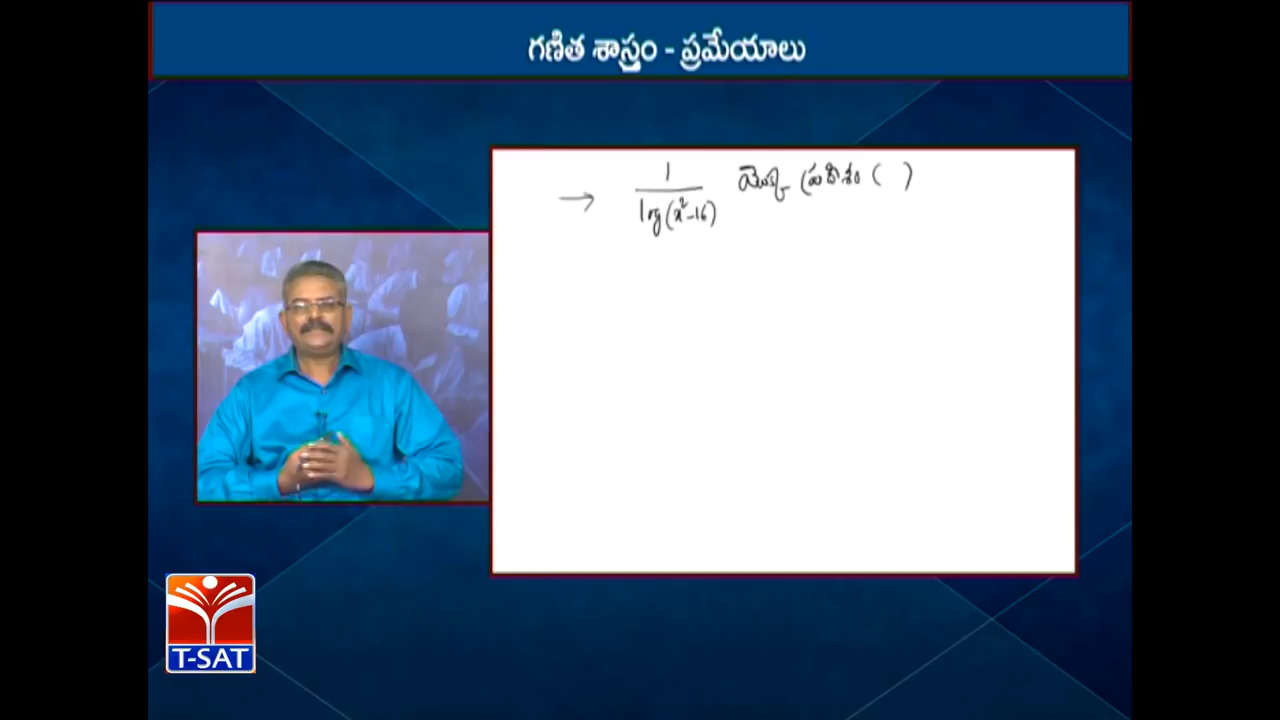 గణిత శాస్త్రం - ప్రమేయాలు
→ 1/log(x²-16) యొక్క ప్రదేశం ( )
T-SAT